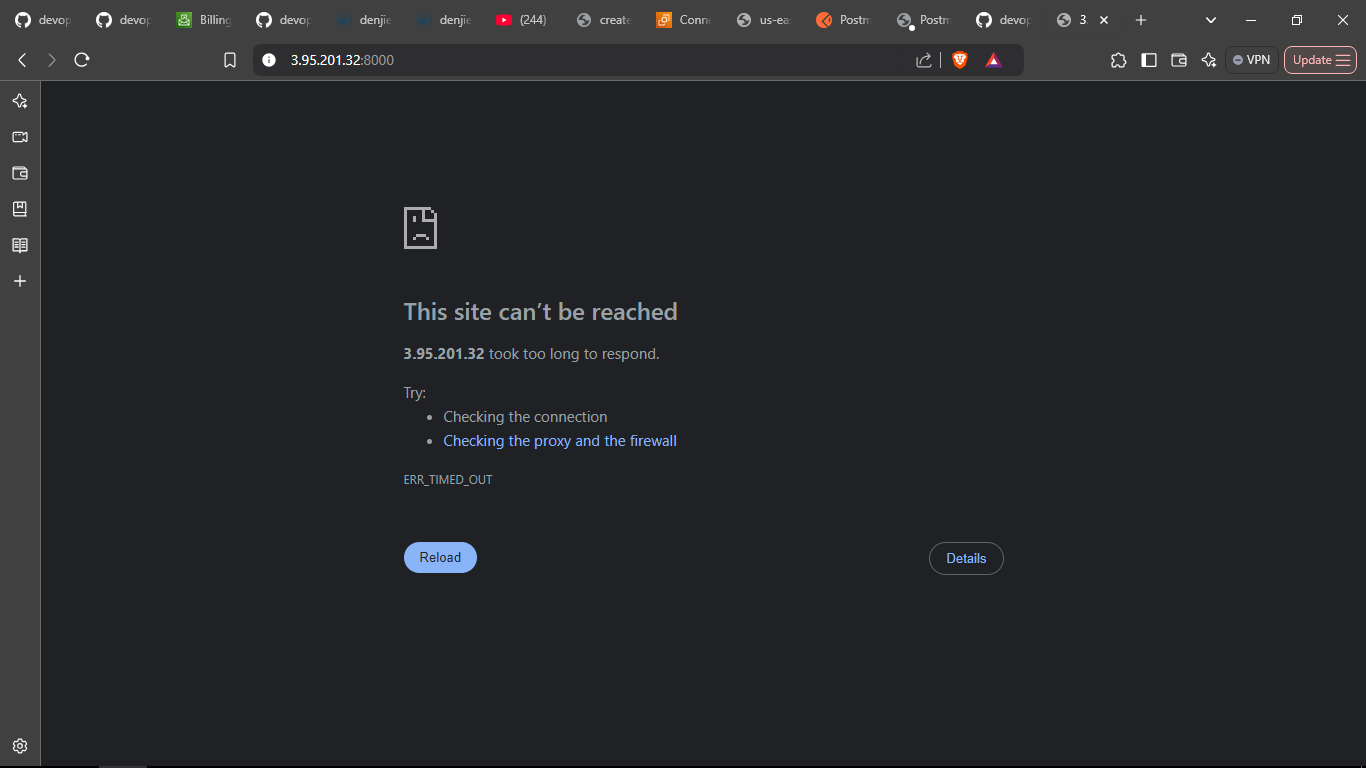 devop
devop
Billing
devop
denjie
denjie
(244)
create
Conne
us-ea
Postm
Postm
devop
3.
3.95.201.32:8000
VPN
Update
This site can’t be reached
3.95.201.32 took too long to respond.
Try:
Checking the connection
Checking the proxy and the firewall
ERR_TIMED_OUT
Reload
Details